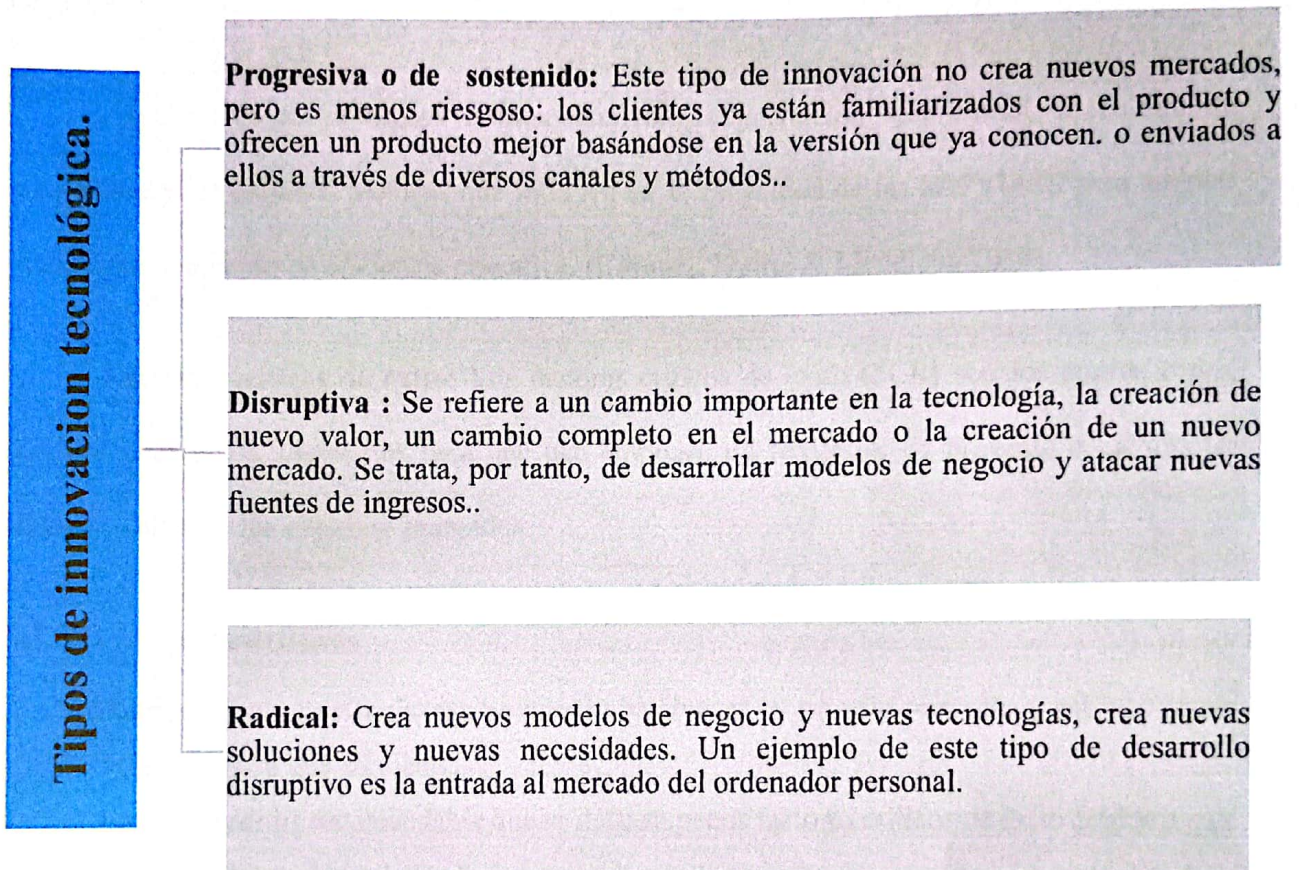 Tipos de innovacion tecnológica.
Progresiva o de sostenido: Este tipo de innovación no crea nuevos mercados,
pero es menos riesgoso: los clientes ya están familiarizados con el producto y
ofrecen un producto mejor basándose en la versión que ya conocen. o enviados a
ellos a través de diversos canales y métodos..
Disruptiva : Se refiere a un cambio importante en la tecnología, la creación de
nuevo valor, un cambio completo en el mercado o la creación de un nuevo
mercado. Se trata, por tanto, de desarrollar modelos de negocio y atacar nuevas
fuentes de ingresos..
Radical: Crea nuevos modelos de negocio y nuevas tecnologías, crea nuevas
soluciones y nuevas necesidades. Un ejemplo de este tipo de desarrollo
disruptivo es la entrada al mercado del ordenador personal.